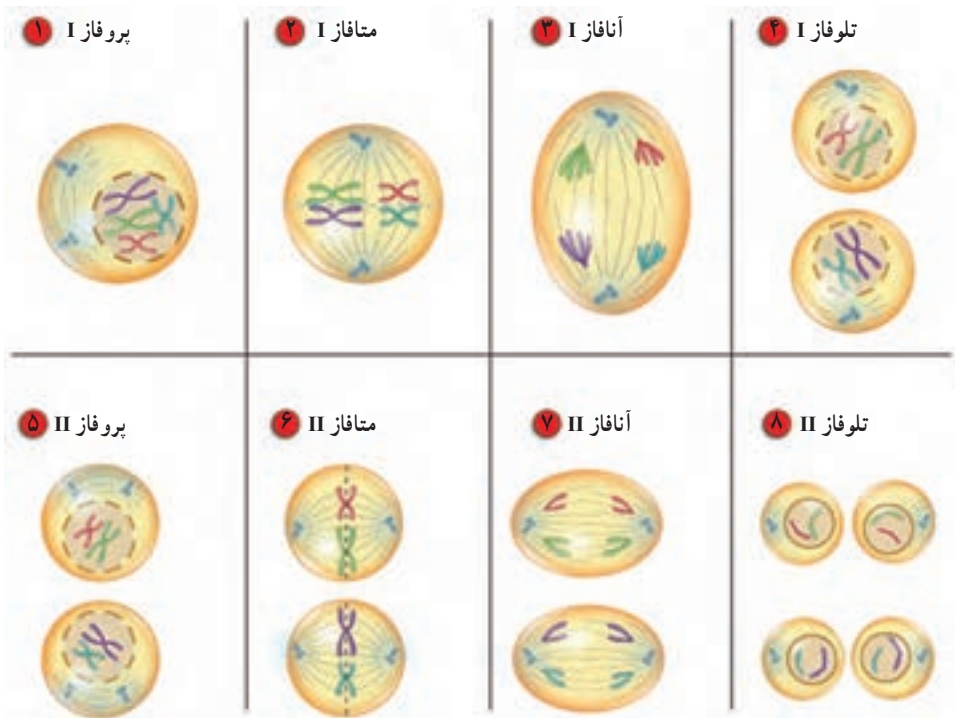 ۱ پروفاز I
۲ متافاز I
۳ آنافاز I
۴ تلوفاز I
۵ پروفاز II
۶ متافاز II
۷ آنافاز II
۸ تلوفاز II